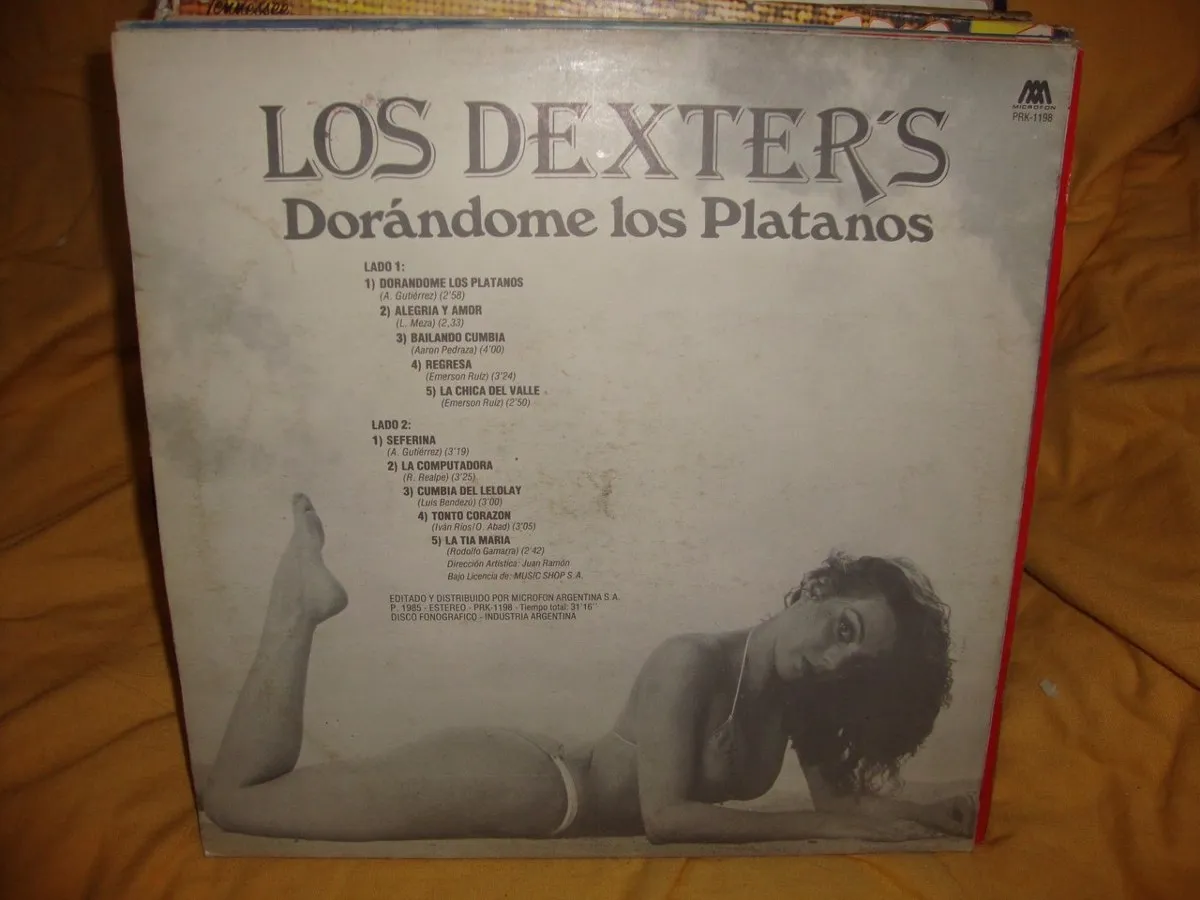 Tennessee
MICROFON
PRK-1198
LOS DEXTER´S
Dorándome los Platanos
LADO 1:
1) DORANDOME LOS PLATANOS
(A. Gutiérrez) (2'58)
2) ALEGRIA Y AMOR
(L. Meza) (2,33)
3) BAILANDO CUMBIA
(Aaron Pedraza) (4'00)
4) REGRESA
(Emerson Ruíz) (3'24)
5) LA CHICA DEL VALLE
(Emerson Ruíz) (2'50)
LADO 2:
1) SEFERINA
(A. Gutiérrez) (3'19)
2) LA COMPUTADORA
(R. Realpe) (3'25)
3) CUMBIA DEL LELOLAY
(Luis Bendezú) (3'00)
4) TONTO CORAZON
(Iván Ríos/O. Abad) (3'05)
5) LA TIA MARIA
(Rodolfo Gamarra) (2'42)
Dirección Artística: Juan Ramón
Bajo Licencia de: MUSIC SHOP S.A.
EDITADO Y DISTRIBUIDO POR MICROFON ARGENTINA S.A.
P. 1985 - ESTEREO - PRK-1198 - Tiempo total: 31'16''
DISCO FONOGRAFICO - INDUSTRIA ARGENTINA